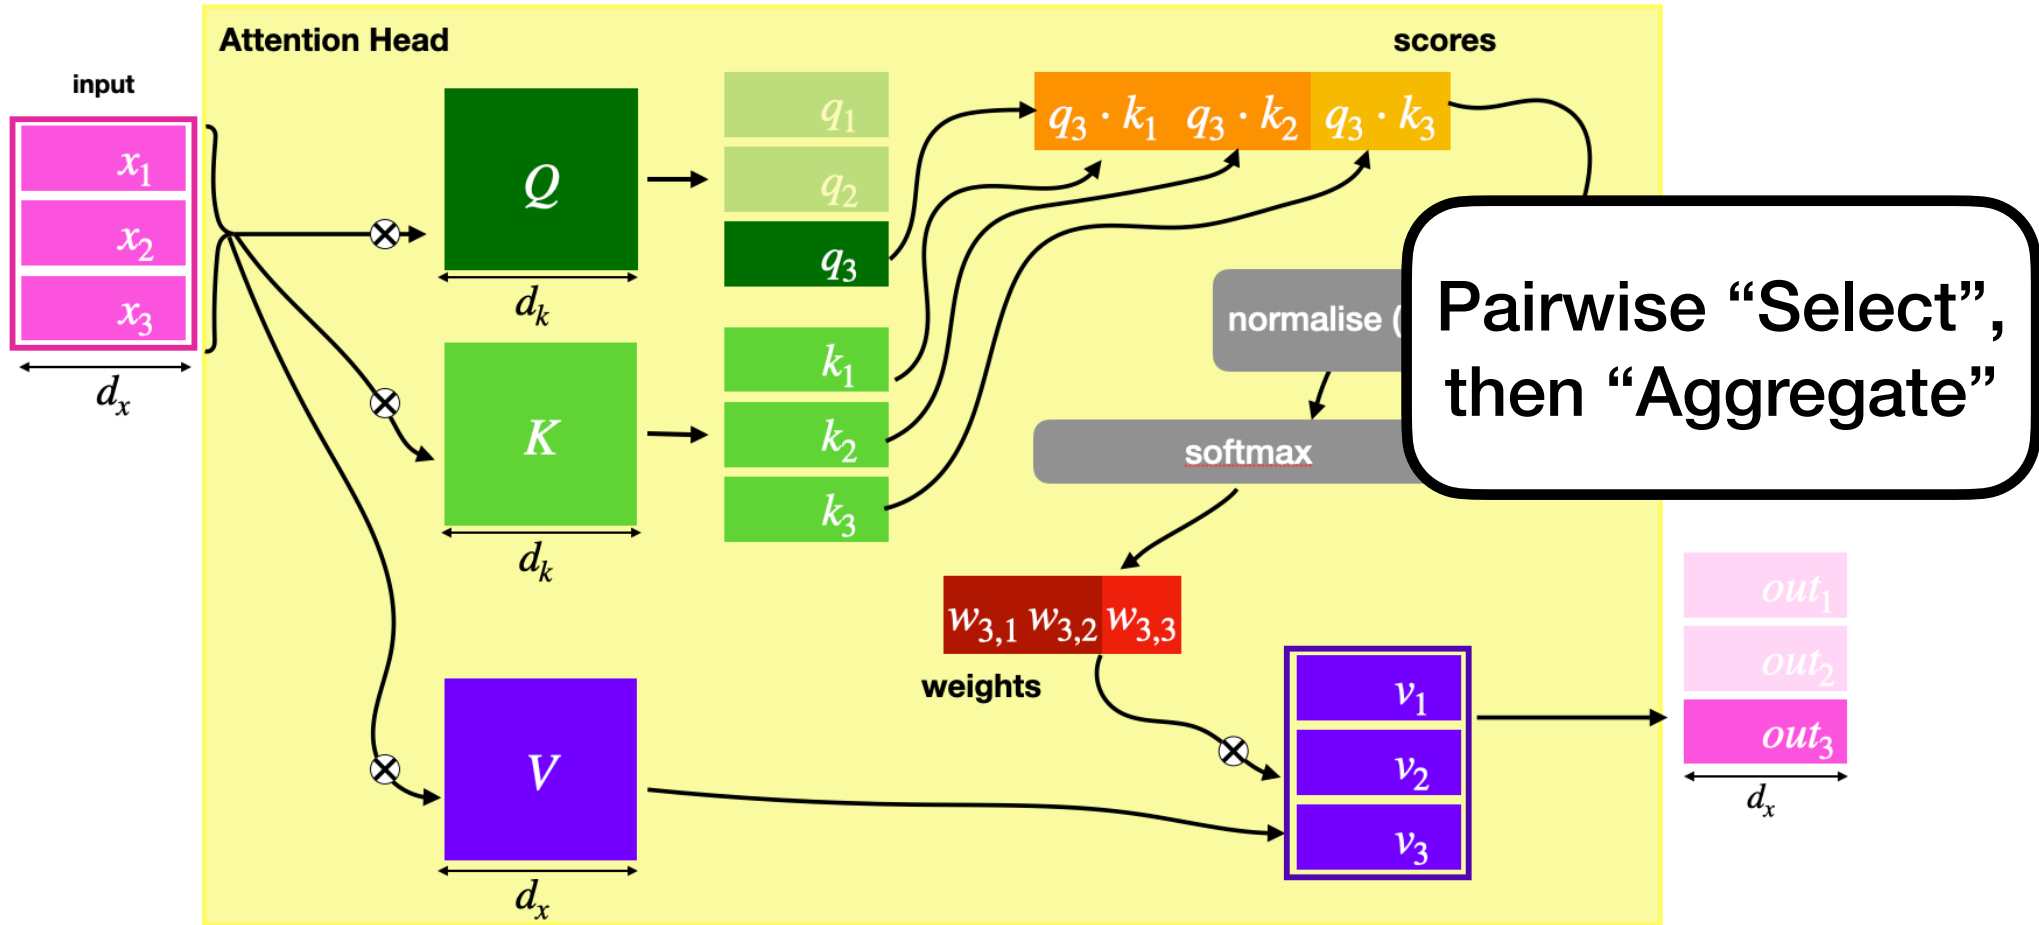 Attention Head
scores
input
x₁
x₂
x₃
dₓ
Q
dₖ
K
dₖ
V
dₓ
q₁
q₂
q₃
k₁
k₂
k₃
q₃ · k₁ q₃ · k₂ q₃ · k₃
normalise (
softmax
Pairwise “Select”,
then “Aggregate”
w₃,₁ w₃,₂ w₃,₃
weights
v₁
v₂
v₃
out₁
out₂
out₃
dₓ